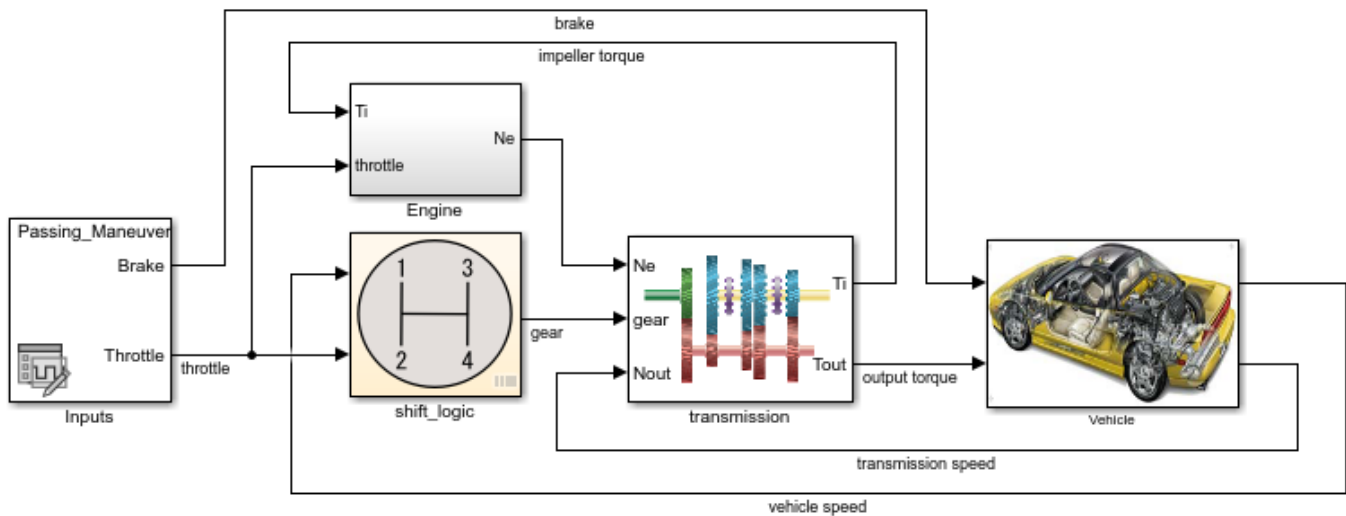 brake
impeller torque
Ti
Ne
throttle
Engine
Passing_Maneuver
Brake
Throttle
throttle
Inputs
1 3
2 4
shift_logic
gear
Ne
gear
Nout
Ti
Tout
transmission
output torque
Vehicle
transmission speed
vehicle speed